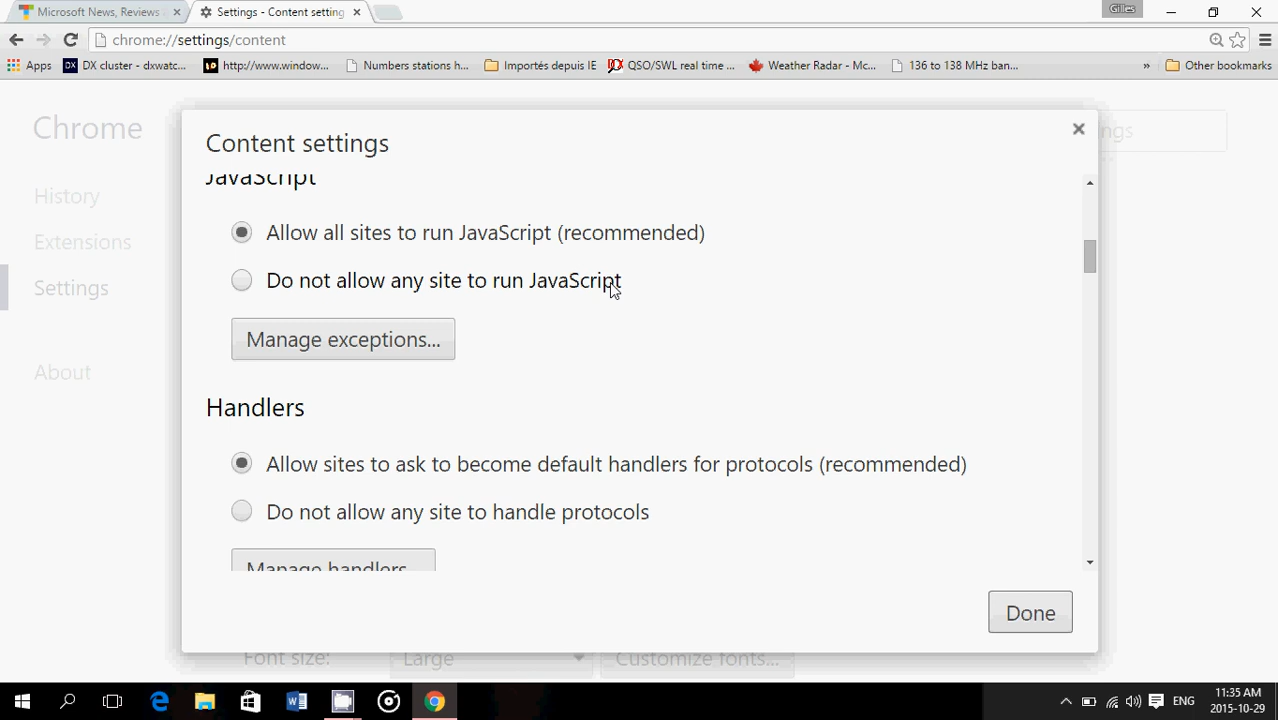 Microsoft News, Reviews
Settings - Content setting
Gilles
chrome://settings/content
Apps
DX cluster - dxwatc...
http://www.window...
Numbers stations h...
Importés depuis IE
QSO/SWL real time ...
Weather Radar - Mc...
136 to 138 MHz ban...
»
Other bookmarks
Chrome
ngs
History
Extensions
Settings
About
Content settings
JavaScript
Allow all sites to run JavaScript (recommended)
Do not allow any site to run JavaScript
Manage exceptions...
Handlers
Allow sites to ask to become default handlers for protocols (recommended)
Do not allow any site to handle protocols
Manage handlers...
Done
Font size:
Large
Customize fonts...
ENG
11:35 AM
2015-10-29